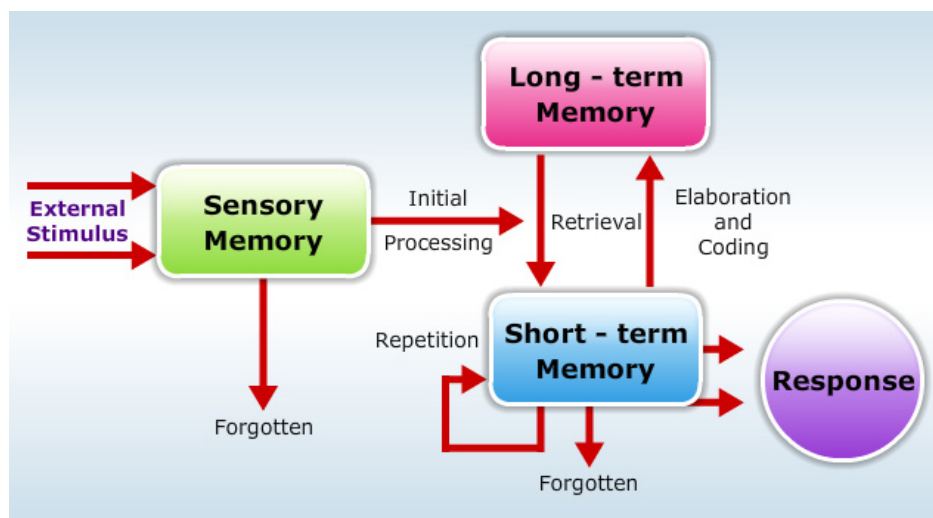 Long - term
Memory
External
Stimulus
Sensory
Memory
Initial
Processing
Retrieval
Elaboration
and
Coding
Repetition
Short - term
Memory
Response
Forgotten
Forgotten